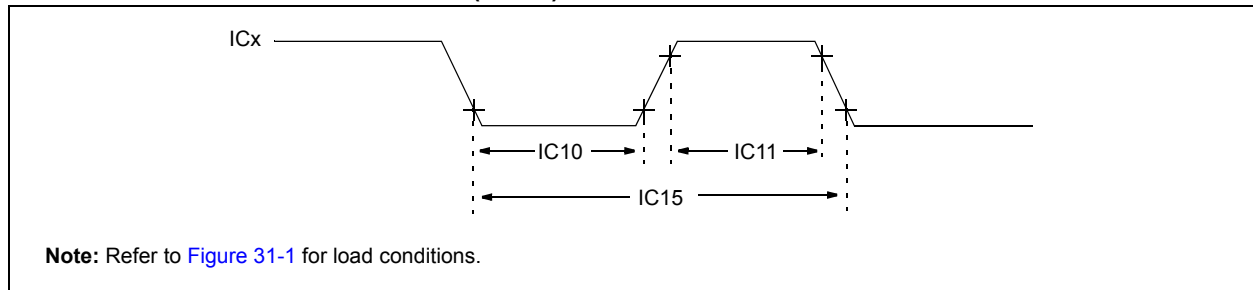 ICx
IC10
IC11
IC15
Note: Refer to Figure 31-1 for load conditions.